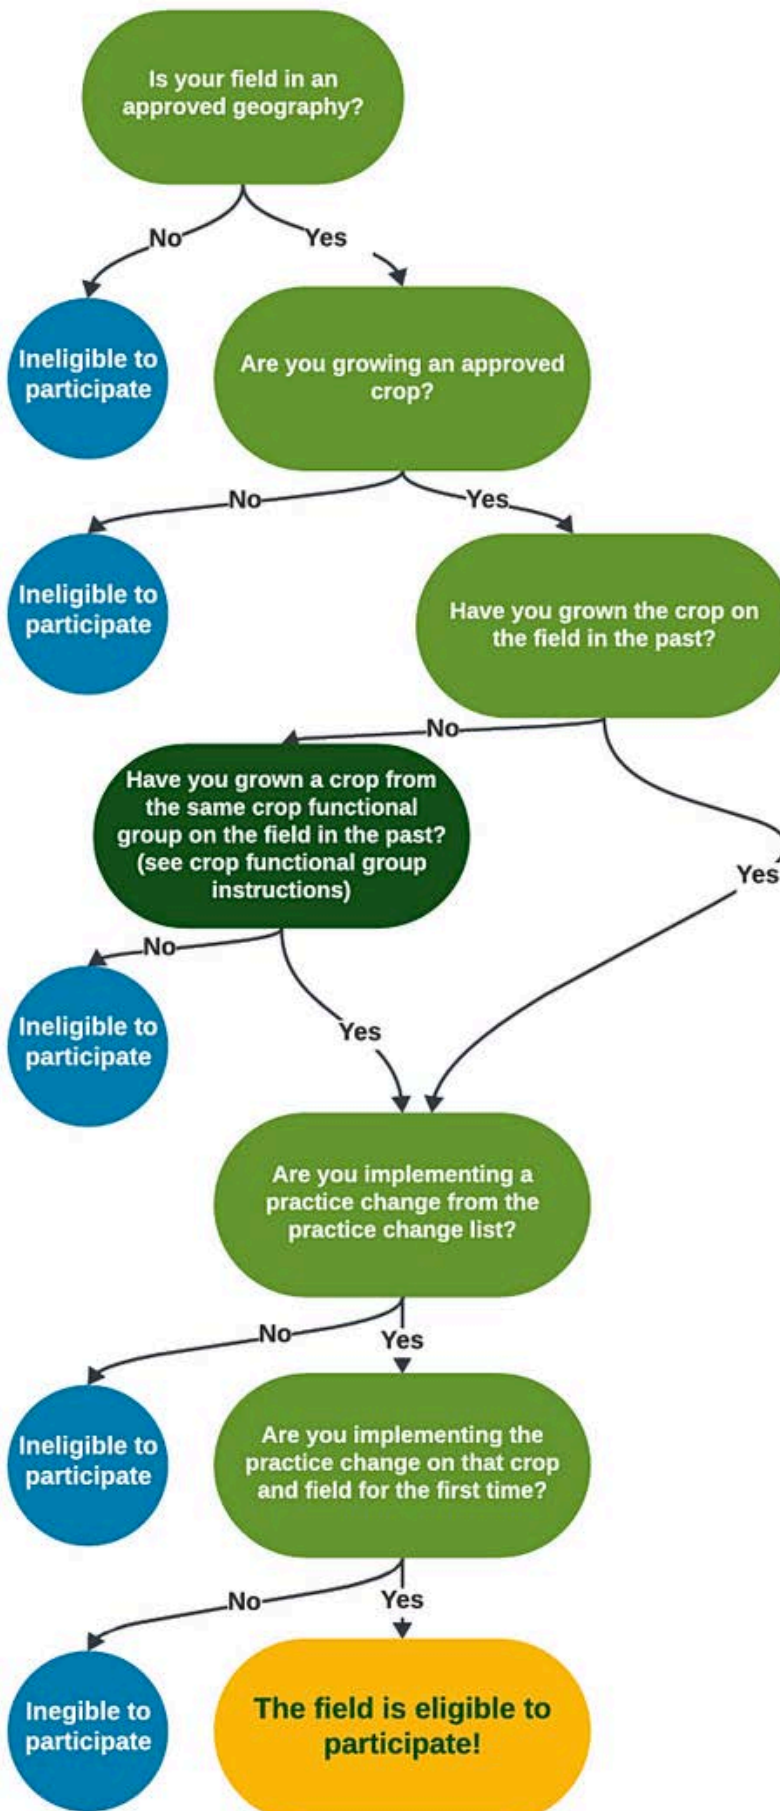 Is your field in an
approved geography?
No
Yes
Ineligible to
participate
Are you growing an approved
crop?
No
Yes
Ineligible to
participate
Have you grown the crop on
the field in the past?
No
Have you grown a crop from
the same crop functional
group on the field in the past?
(see crop functional group
instructions)
Yes
No
Ineligible to
participate
Yes
Are you implementing a
practice change from the
practice change list?
No
Yes
Ineligible to
participate
Are you implementing the
practice change on that crop
and field for the first time?
No
Yes
Inegible to
participate
The field is eligible to
participate!